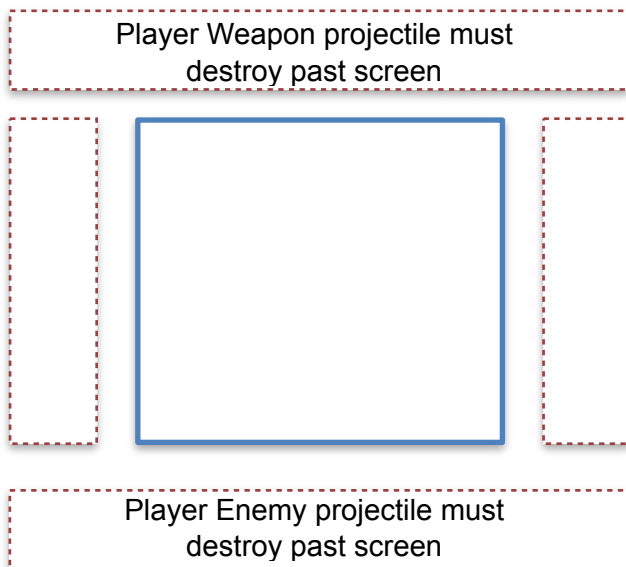 Player Weapon projectile must
destroy past screen
Player Enemy projectile must
destroy past screen